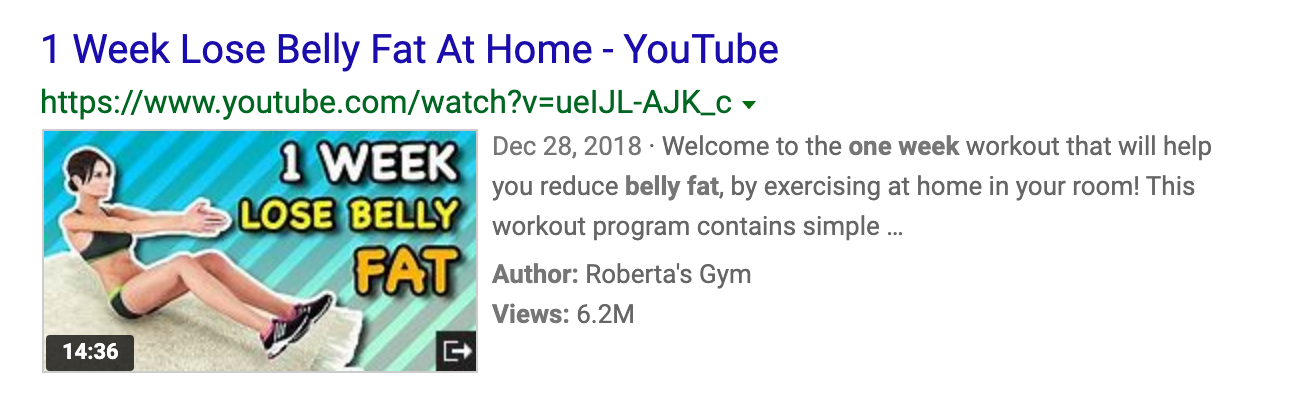 1 Week Lose Belly Fat At Home - YouTube
https://www.youtube.com/watch?v=ueIJL-AJK_c
1 WEEK
LOSE BELLY
FAT
14:36
Dec 28, 2018 · Welcome to the one week workout that will help
you reduce belly fat, by exercising at home in your room! This
workout program contains simple ...
Author: Roberta's Gym
Views: 6.2M